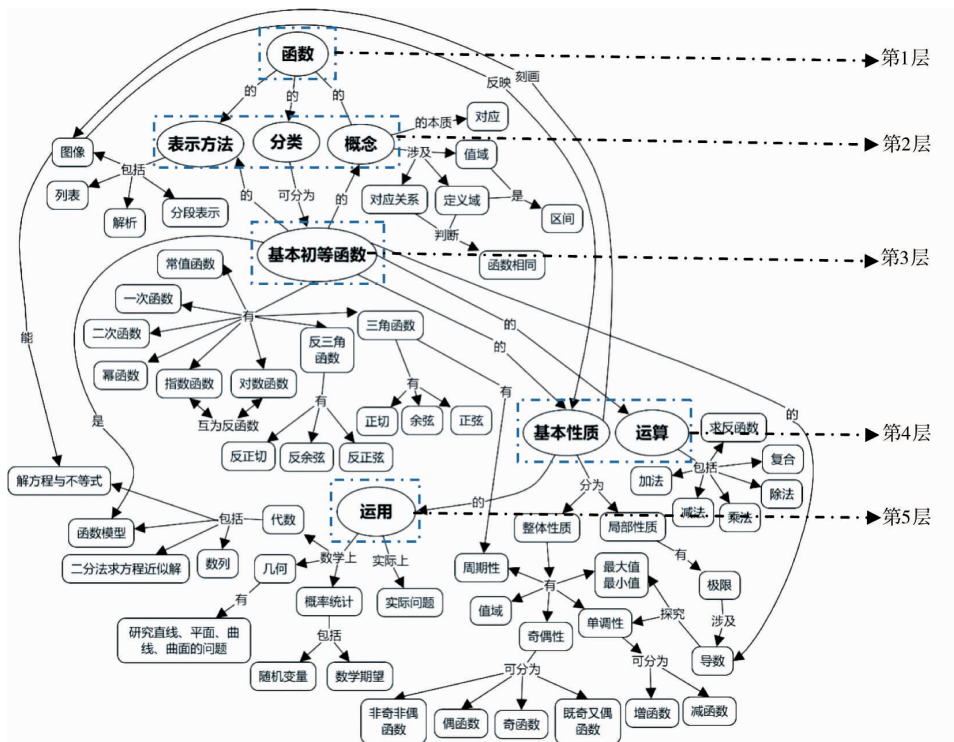 函数
第1层
反映
刻画
的
的
的
表示方法
分类
概念
的本质
对应
第2层
图像
包括
涉及
值域
列表
解析
分段表示
的
可分为
的
对应关系
定义域
是
区间
判断
函数相同
基本初等函数
第3层
常值函数
一次函数
有
三角函数
二次函数
反三角
函数
的
的
能
幂函数
指数函数
对数函数
有
有
互为反函数
有
正切
余弦
正弦
是
的
反正切
反余弦
反正弦
基本性质
运算
求反函数
第4层
包括
复合
加法
除法
减法
乘法
解方程与不等式
分为
运用
的
第5层
整体性质
局部性质
函数模型
包括
代数
二分法求方程近似解
数列
几何
数学上
实际上
周期性
有
最大值
最小值
有
极限
有
概率统计
实际问题
值域
单调性
探究
涉及
研究直线、平面、曲
线、曲面的问题
包括
奇偶性
导数
随机变量
数学期望
可分为
可分为
非奇非偶
函数
偶函数
奇函数
既奇又偶
函数
增函数
减函数